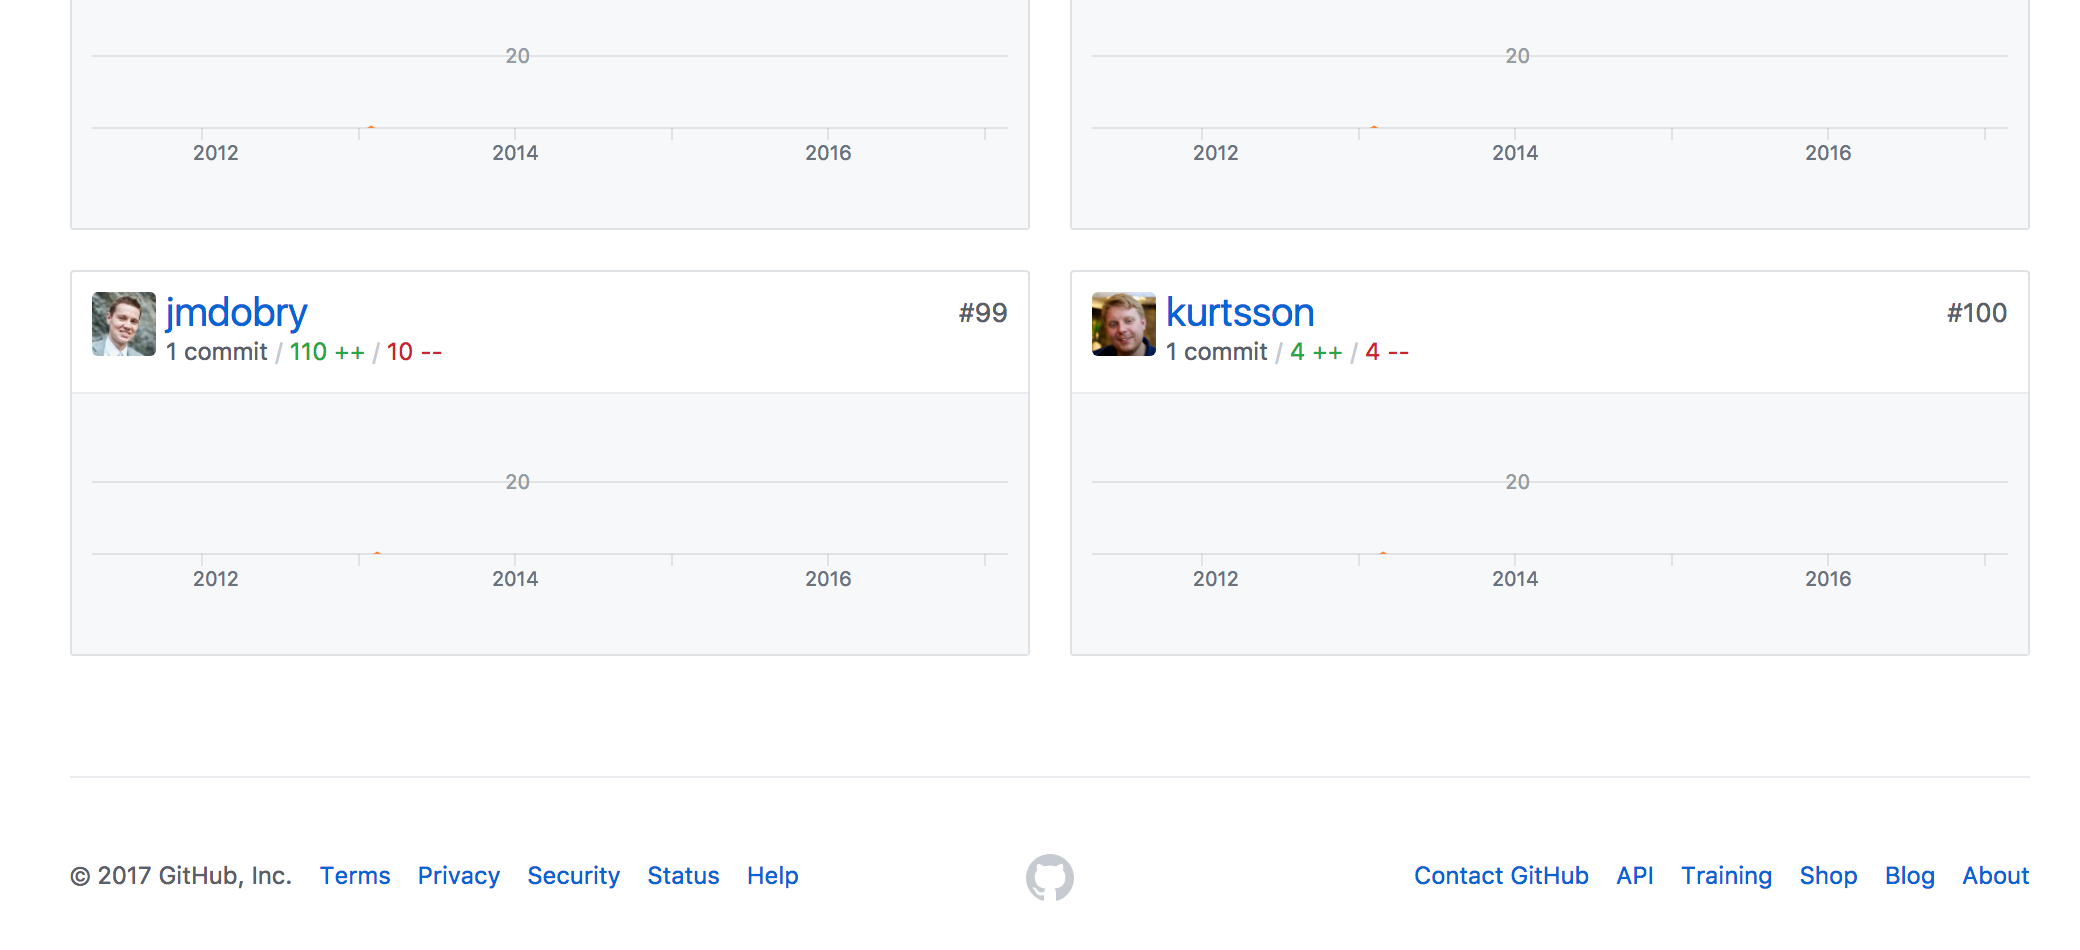 20
2012 2014 2016
20
2012 2014 2016
jmdobry #99
1 commit / 110 ++ / 10 --
20
2012 2014 2016
kurtsson #100
1 commit / 4 ++ / 4 --
20
2012 2014 2016
© 2017 GitHub, Inc. Terms Privacy Security Status Help Contact GitHub API Training Shop Blog About